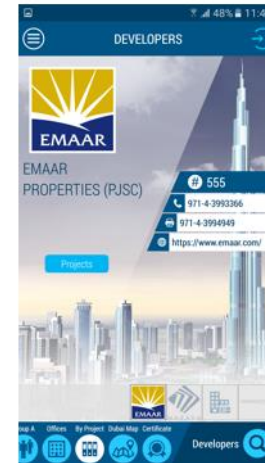 48% 11:4
DEVELOPERS
EMAAR
EMAAR
PROPERTIES (PJSC)
# 555
971-4-3993366
971-4-3994949
https://www.emaar.com/
Projects
EMAAR
oup A Offices By Project Dubai Map Certificate
Developers